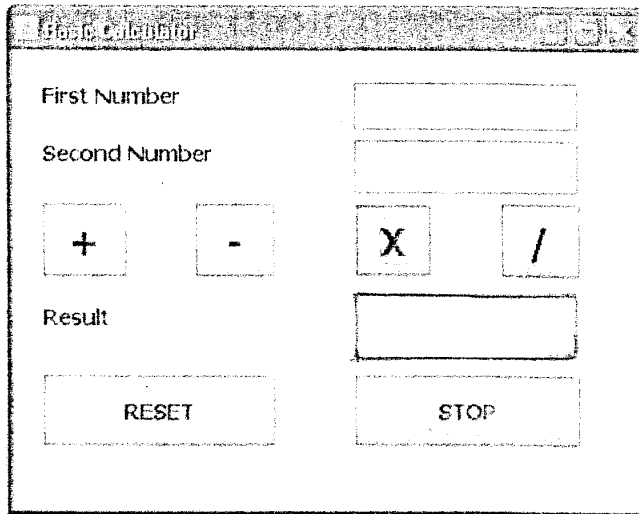 Basic Calculator
First Number
Second Number
+ - X /
Result
RESET STOP